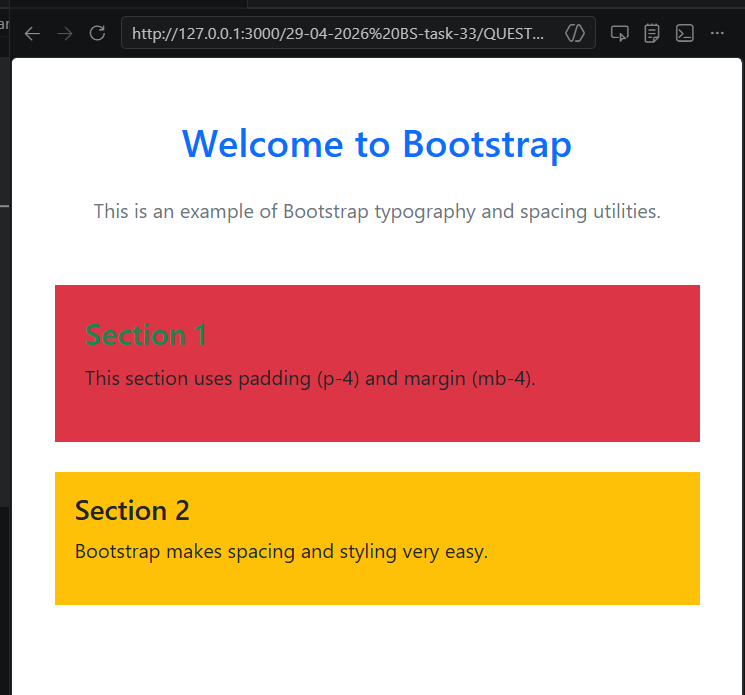 ar
http://127.0.0.1:3000/29-04-2026%20BS-task-33/QUEST...
Welcome to Bootstrap
This is an example of Bootstrap typography and spacing utilities.
Section 1
This section uses padding (p-4) and margin (mb-4).
Section 2
Bootstrap makes spacing and styling very easy.